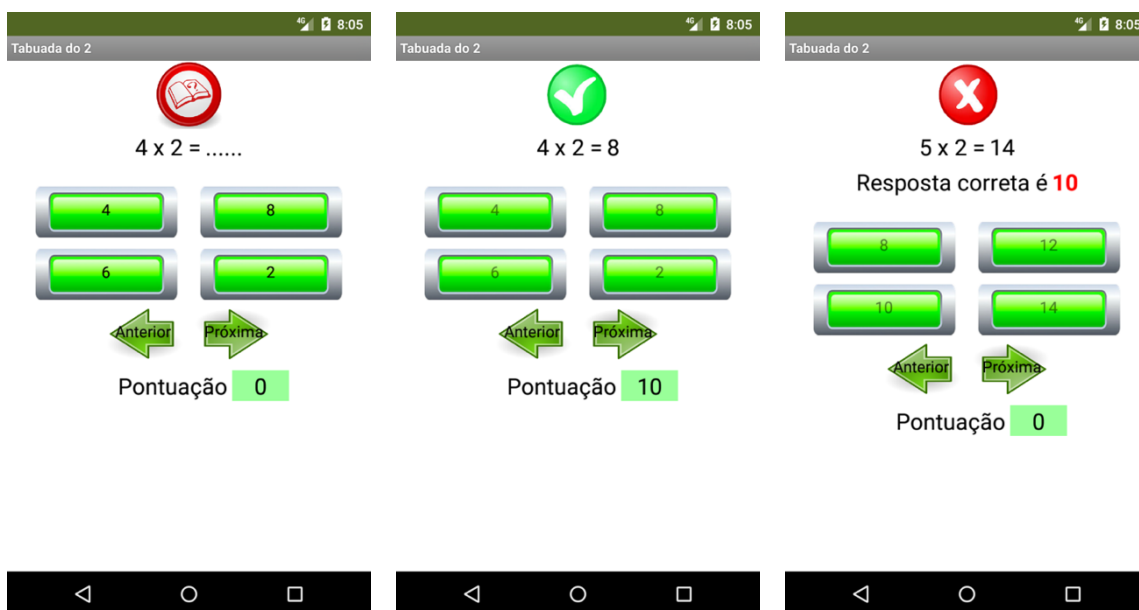 4G 8:05
Tabuada do 2
4 x 2 = ......
4 8
6 2
Anterior Próxima
Pontuação 0
4G 8:05
Tabuada do 2
4 x 2 = 8
4 8
6 2
Anterior Próxima
Pontuação 10
4G 8:05
Tabuada do 2
5 x 2 = 14
Resposta correta é 10
8 12
10 14
Anterior Próxima
Pontuação 0